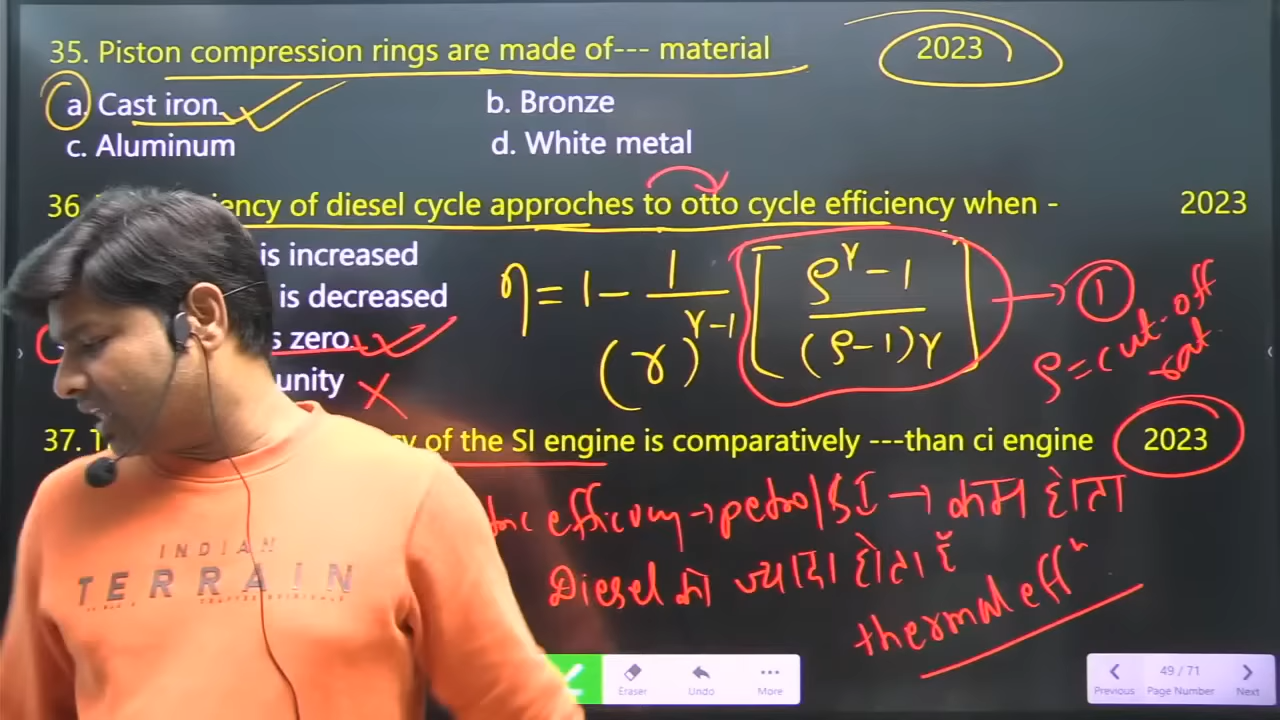 35. Piston compression rings are made of--- material 2023
a. Cast iron. b. Bronze
c. Aluminum d. White metal
36 iency of diesel cycle approches to otto cycle efficiency when - 2023
is increased
is decreased
s zero.
unity
η = 1 - 1/(r)^γ-1 [ρ^γ - 1 / (ρ-1)γ] → 1
ρ = cut-off
rat
37. T y of the SI engine is comparatively ---than ci engine 2023
ric efficiency → petrol/SI → कम होता
Diesel में ज्यादा होता है
thermal effⁿ
INDIAN
TERRAIN
Eraser Undo More
Previous 49 / 71 Page Number Next